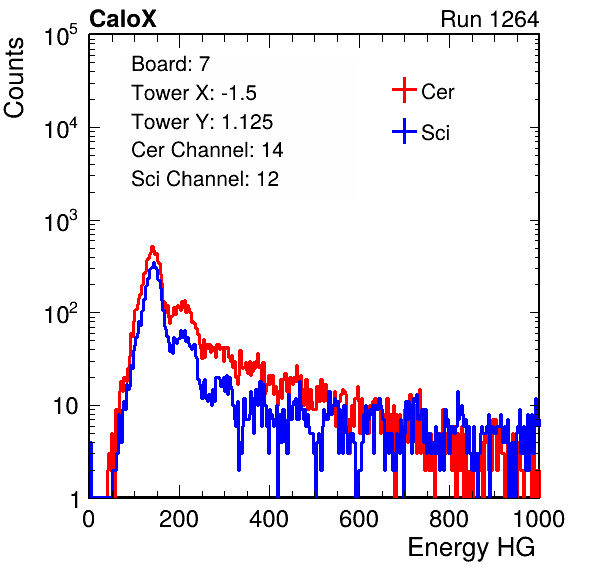 CaloX Run 1264
Board: 7
Tower X: -1.5
Tower Y: 1.125
Cer Channel: 14
Sci Channel: 12
Cer
Sci
Counts
10^5
10^4
10^3
10^2
10
1
0 200 400 600 800 1000
Energy HG